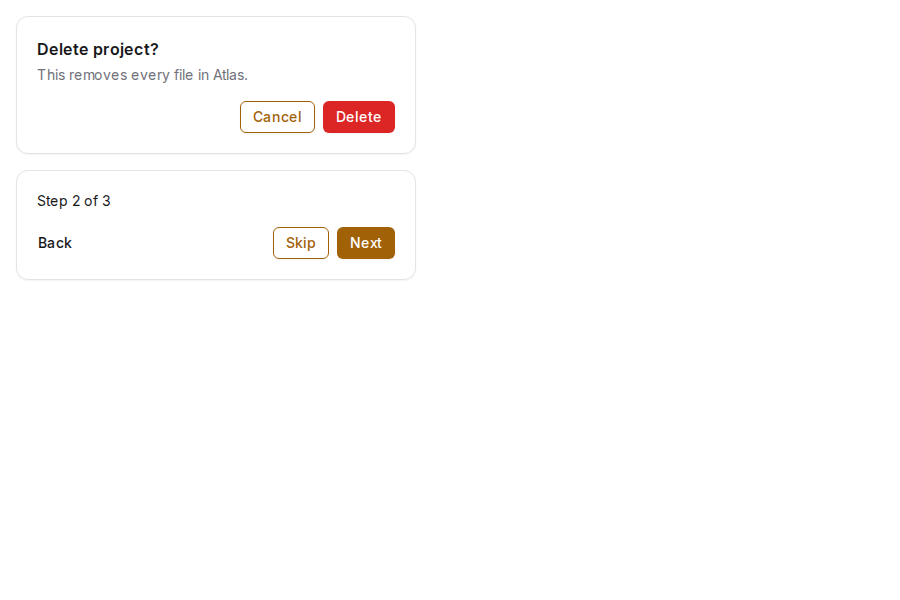 Delete project?
This removes every file in Atlas.
Cancel Delete
Step 2 of 3
Back Skip Next